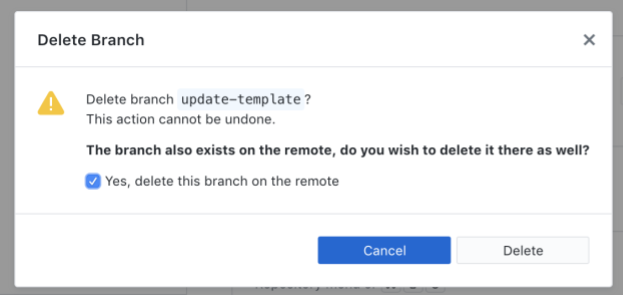 Delete Branch
Delete branch update-template?
This action cannot be undone.
The branch also exists on the remote, do you wish to delete it there as well?
Yes, delete this branch on the remote
Cancel
Delete